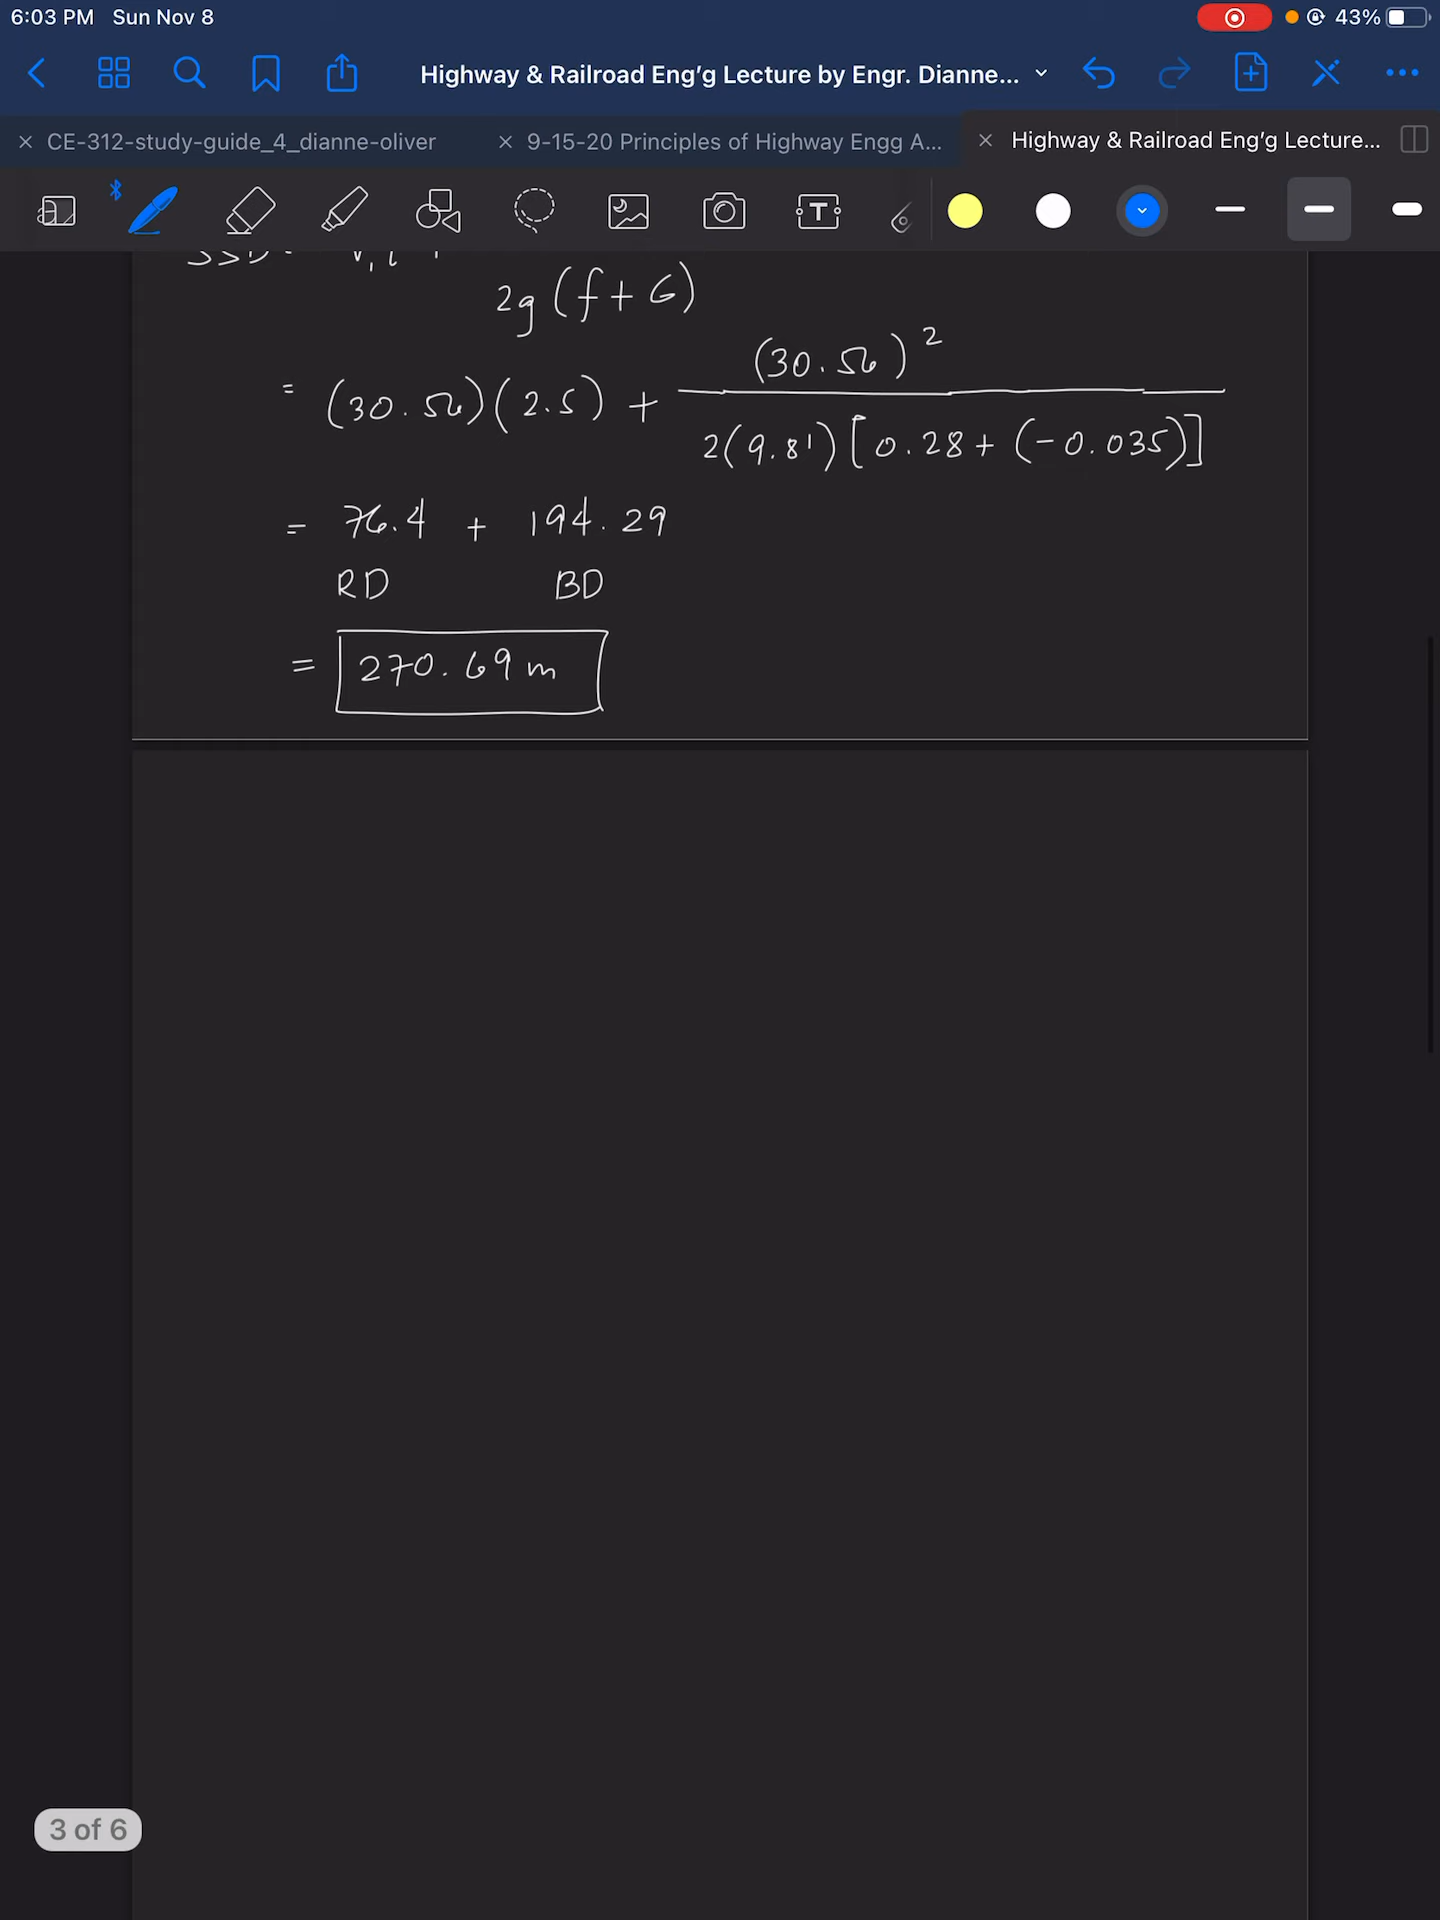 6:03 PM Sun Nov 8
43%
Highway & Railroad Eng’g Lecture by Engr. Dianne...
CE-312-study-guide_4_dianne-oliver
9-15-20 Principles of Highway Engg A...
Highway & Railroad Eng’g Lecture...
T
2g (f + G)
= (30.56)(2.5) + (30.56)²
2(9.81) [0.28 + (-0.035)]
= 76.4 + 194.29
RD BD
= 270.69 m
3 of 6